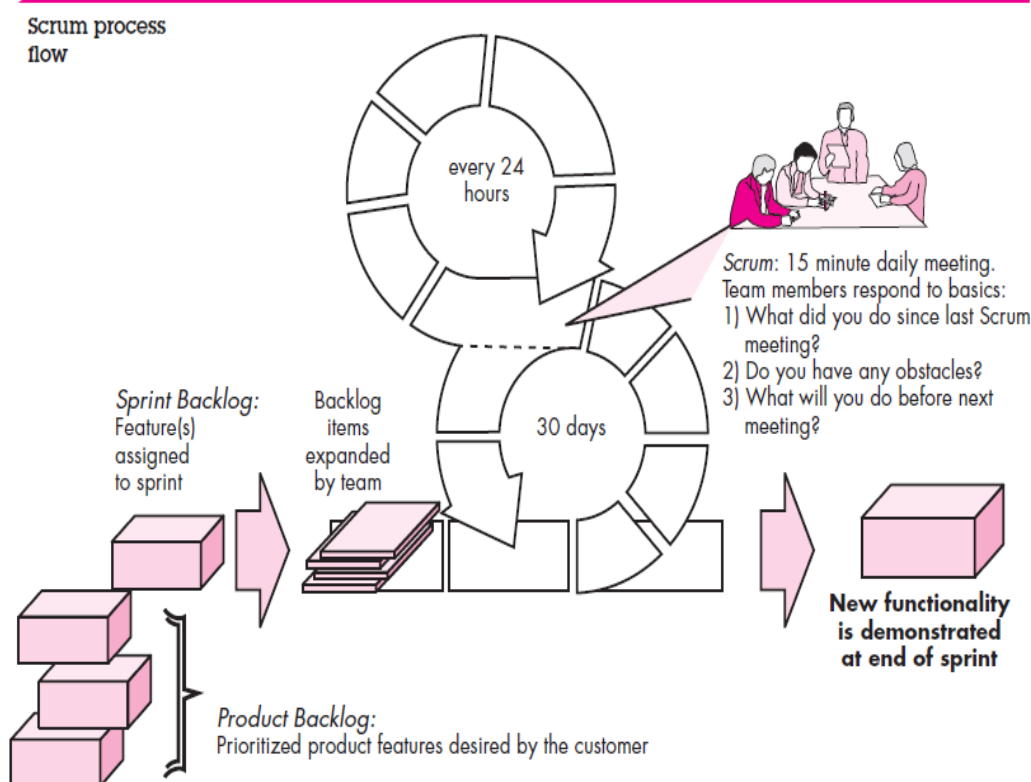 Scrum process
flow
every 24
hours
Scrum: 15 minute daily meeting.
Team members respond to basics:
1) What did you do since last Scrum
meeting?
2) Do you have any obstacles?
3) What will you do before next
meeting?
Sprint Backlog:
Feature(s)
assigned
to sprint
Backlog
items
expanded
by team
30 days
New functionality
is demonstrated
at end of sprint
Product Backlog:
Prioritized product features desired by the customer